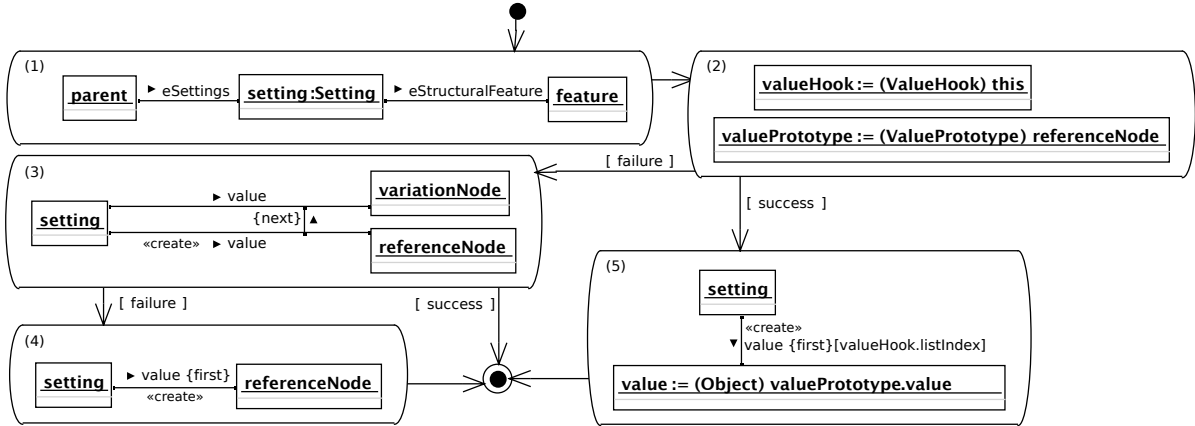 (1)
parent
► eSettings
setting:Setting
► eStructuralFeature
feature
(2)
valueHook := (ValueHook) this
valuePrototype := (ValuePrototype) referenceNode
[ failure ]
[ success ]
(3)
setting
► value
{next} ▲
«create» ► value
variationNode
referenceNode
[ failure ]
[ success ]
(4)
setting
► value {first}
«create»
referenceNode
(5)
setting
«create»
▼ value {first}[valueHook.listIndex]
value := (Object) valuePrototype.value